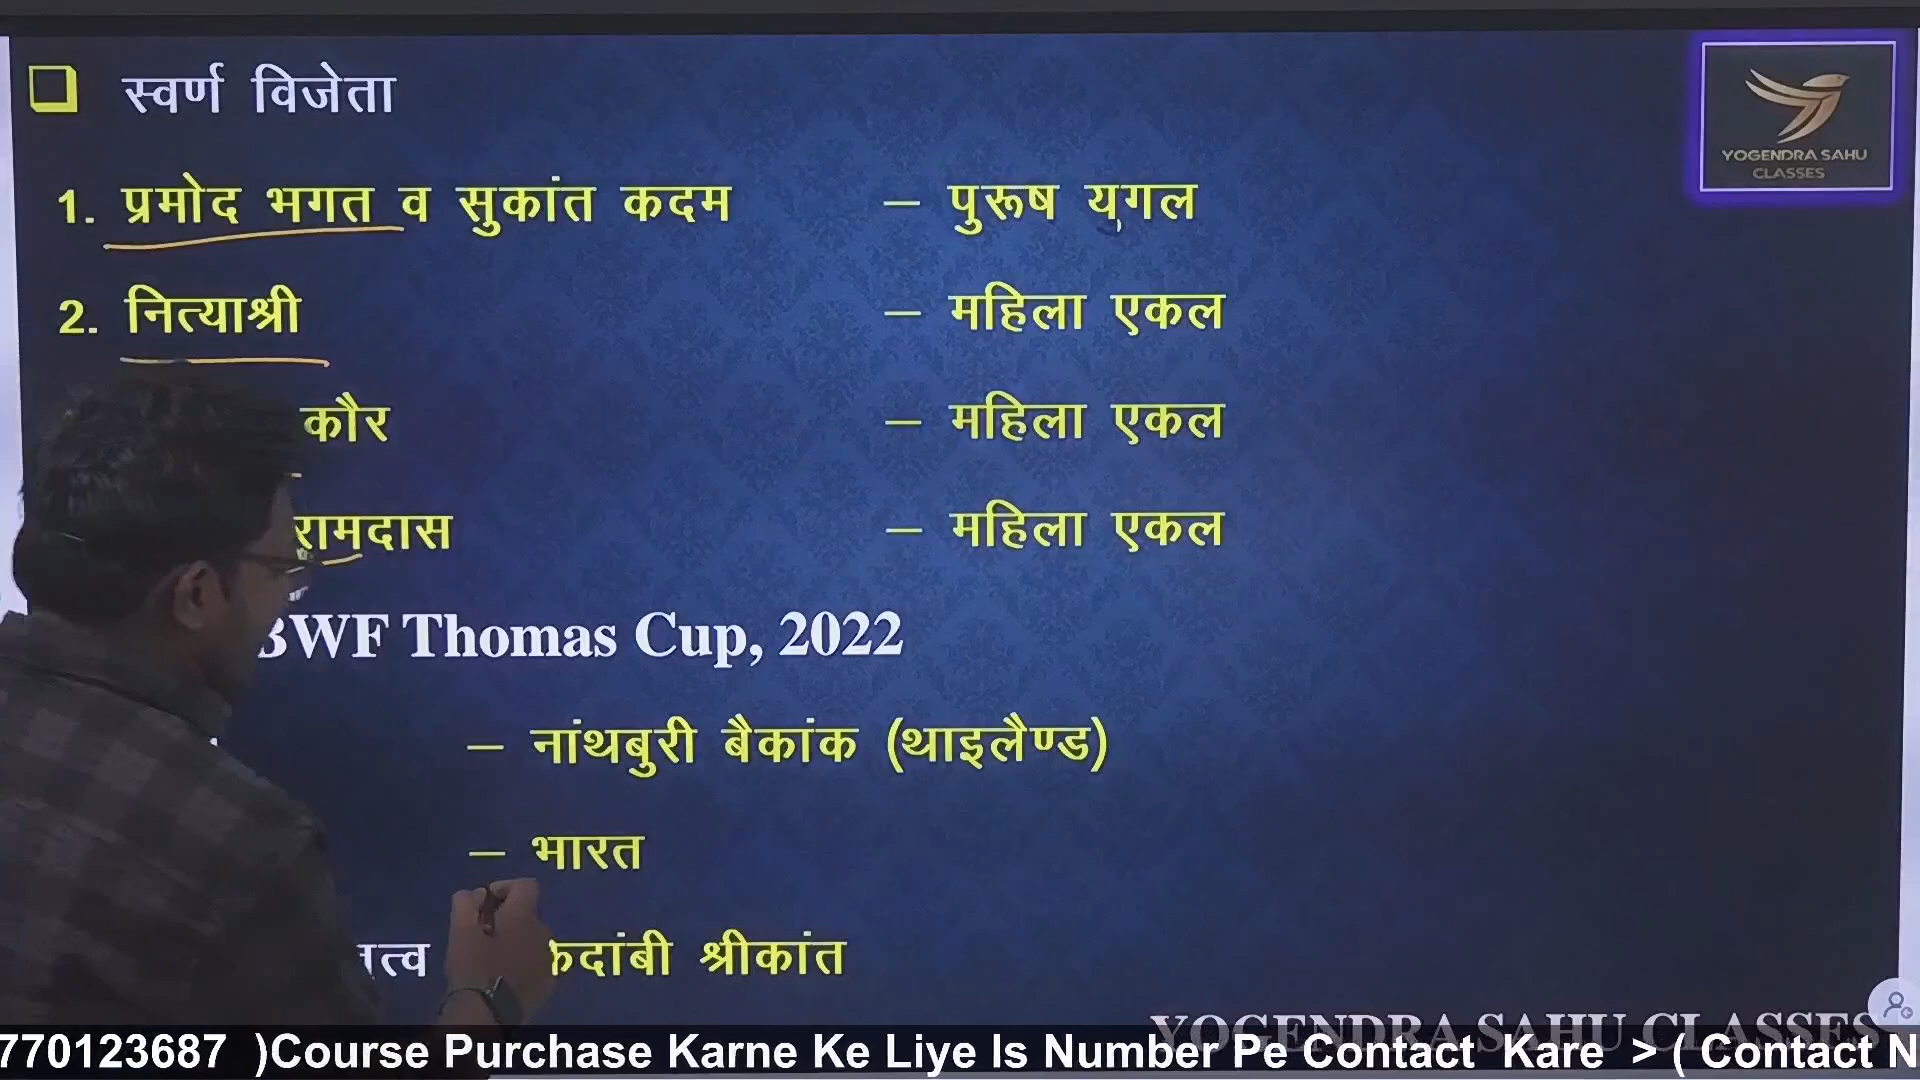 स्वर्ण विजेता
YOGENDRA SAHU
CLASSES
1. प्रमोद भगत व सुकांत कदम – पुरूष युगल
2. नित्याश्री – महिला एकल
कौर – महिला एकल
रामदास – महिला एकल
BWF Thomas Cup, 2022
– नांथबुरी बैकांक (थाइलैण्ड)
– भारत
श्रीकांत
YOGENDRA SAHU CLASSES
770123687 )Course Purchase Karne Ke Liye Is Number Pe Contact Kare > ( Contact N